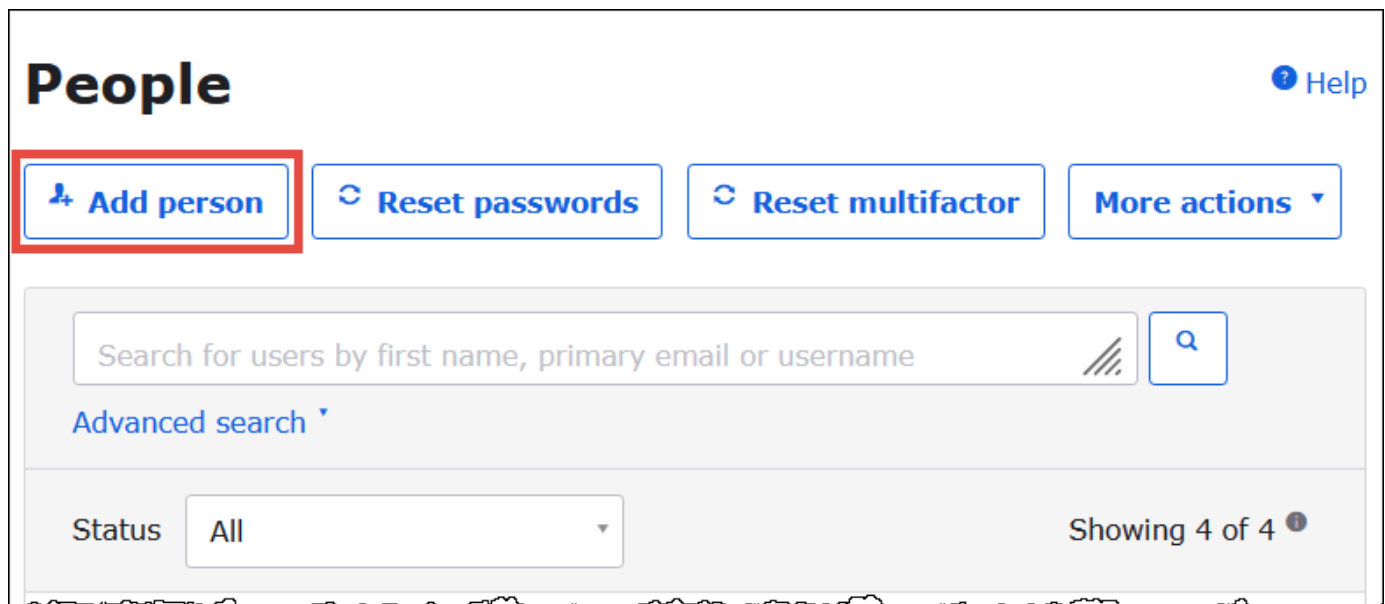 People
Help
Add person
Reset passwords
Reset multifactor
More actions
Search for users by first name, primary email or username
Advanced search
Status
All
Showing 4 of 4